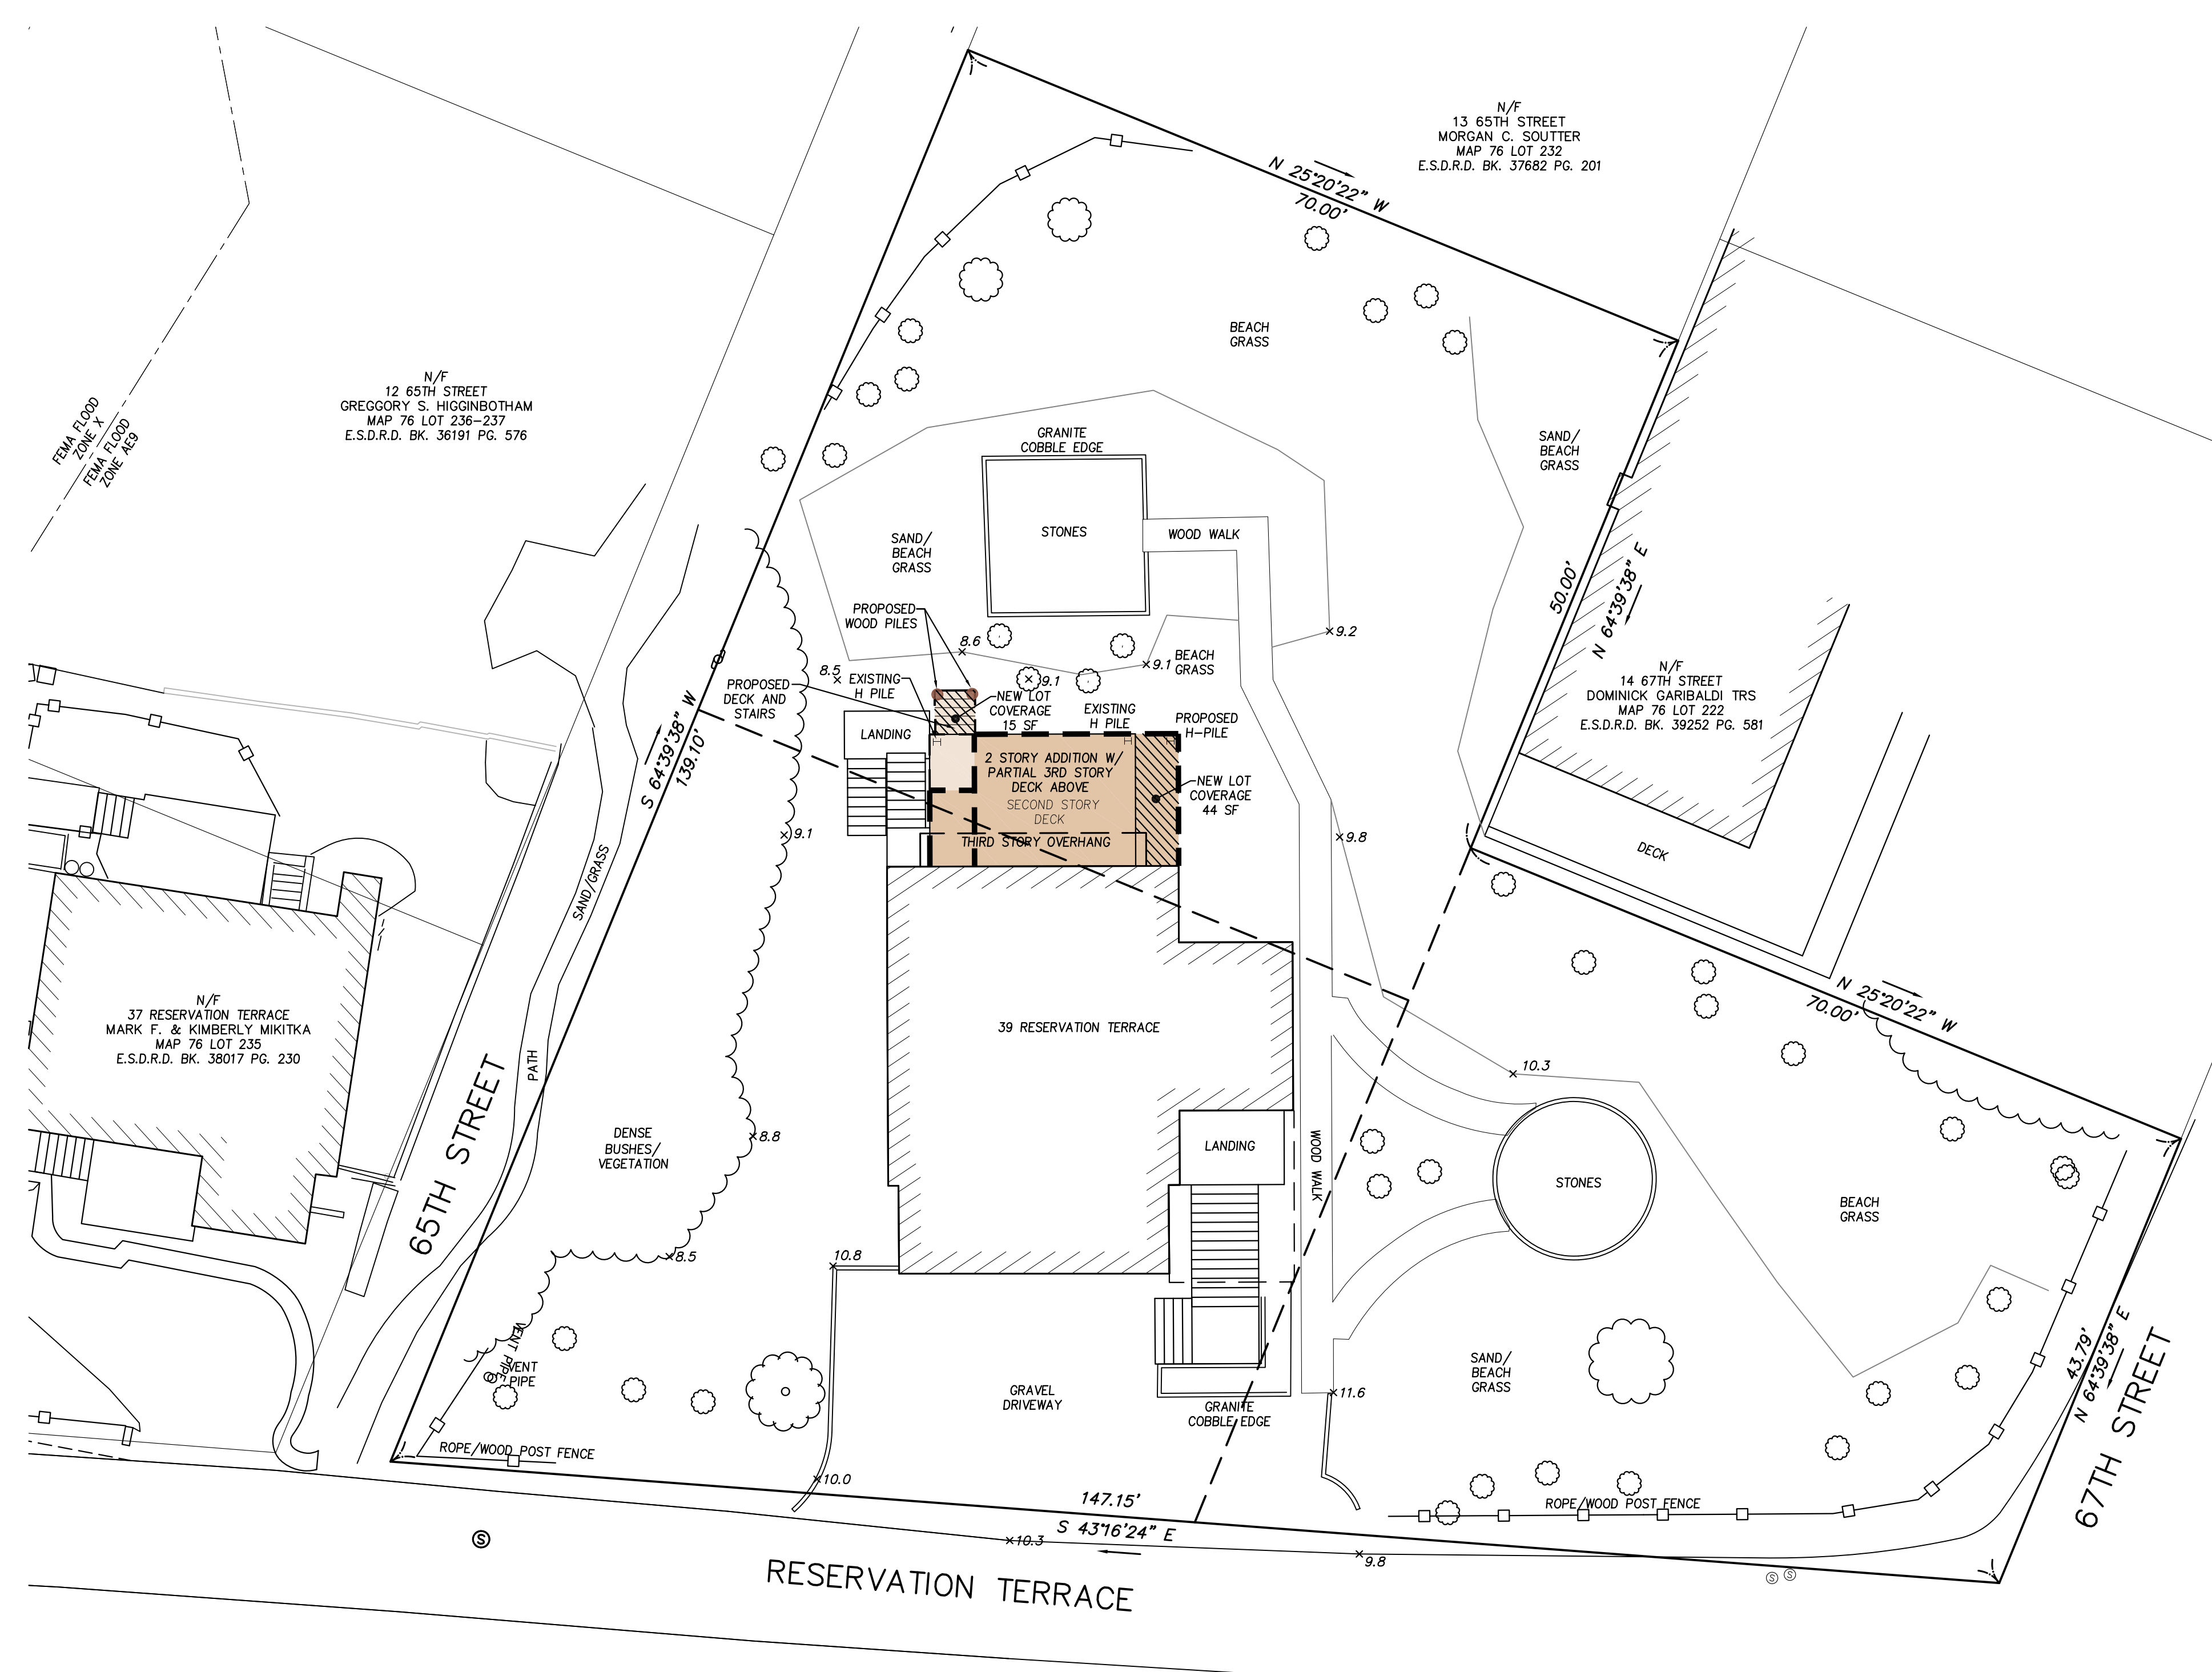 N/F
13 65TH STREET
MORGAN C. SOUTTER
MAP 76 LOT 232
E.S.D.R.D. BK. 37682 PG. 201
N 25°20'22" W
70.00'
BEACH
GRASS
N/F
12 65TH STREET
GREGGORY S. HIGGINBOTHAM
MAP 76 LOT 236-237
E.S.D.R.D. BK. 36191 PG. 576
FEMA FLOOD
ZONE X
FEMA FLOOD
ZONE AE9
GRANITE
COBBLE EDGE
SAND/
BEACH
GRASS
STONES
WOOD WALK
SAND/
BEACH
GRASS
50.00'
N 64°39'38" E
PROPOSED
WOOD PILES
8.6
9.2
9.1
BEACH
GRASS
8.5
EXISTING
H PILE
9.1
PROPOSED
DECK AND
STAIRS
NEW LOT
COVERAGE
15 SF
EXISTING
H PILE
PROPOSED
H-PILE
N/F
14 67TH STREET
DOMINICK GARIBALDI TRS
MAP 76 LOT 222
E.S.D.R.D. BK. 39252 PG. 581
S 64°39'38" W
139.10'
LANDING
2 STORY ADDITION W/
PARTIAL 3RD STORY
DECK ABOVE
SECOND STORY
DECK
THIRD STORY OVERHANG
NEW LOT
COVERAGE
44 SF
9.1
9.8
DECK
SAND/GRASS
PATH
N 25°20'22" W
70.00'
N/F
37 RESERVATION TERRACE
MARK F. & KIMBERLY MIKITKA
MAP 76 LOT 235
E.S.D.R.D. BK. 38017 PG. 230
39 RESERVATION TERRACE
10.3
65TH STREET
DENSE
BUSHES/
VEGETATION
8.8
LANDING
WOOD WALK
STONES
BEACH
GRASS
8.5
10.8
VENT PIPE
VENT
PIPE
GRAVEL
DRIVEWAY
GRANITE
COBBLE EDGE
11.6
SAND/
BEACH
GRASS
43.79'
N 64°39'38" E
67TH STREET
ROPE/WOOD POST FENCE
10.0
147.15'
S 43°16'24" E
ROPE/WOOD POST FENCE
S
10.3
9.8
S
S
RESERVATION TERRACE